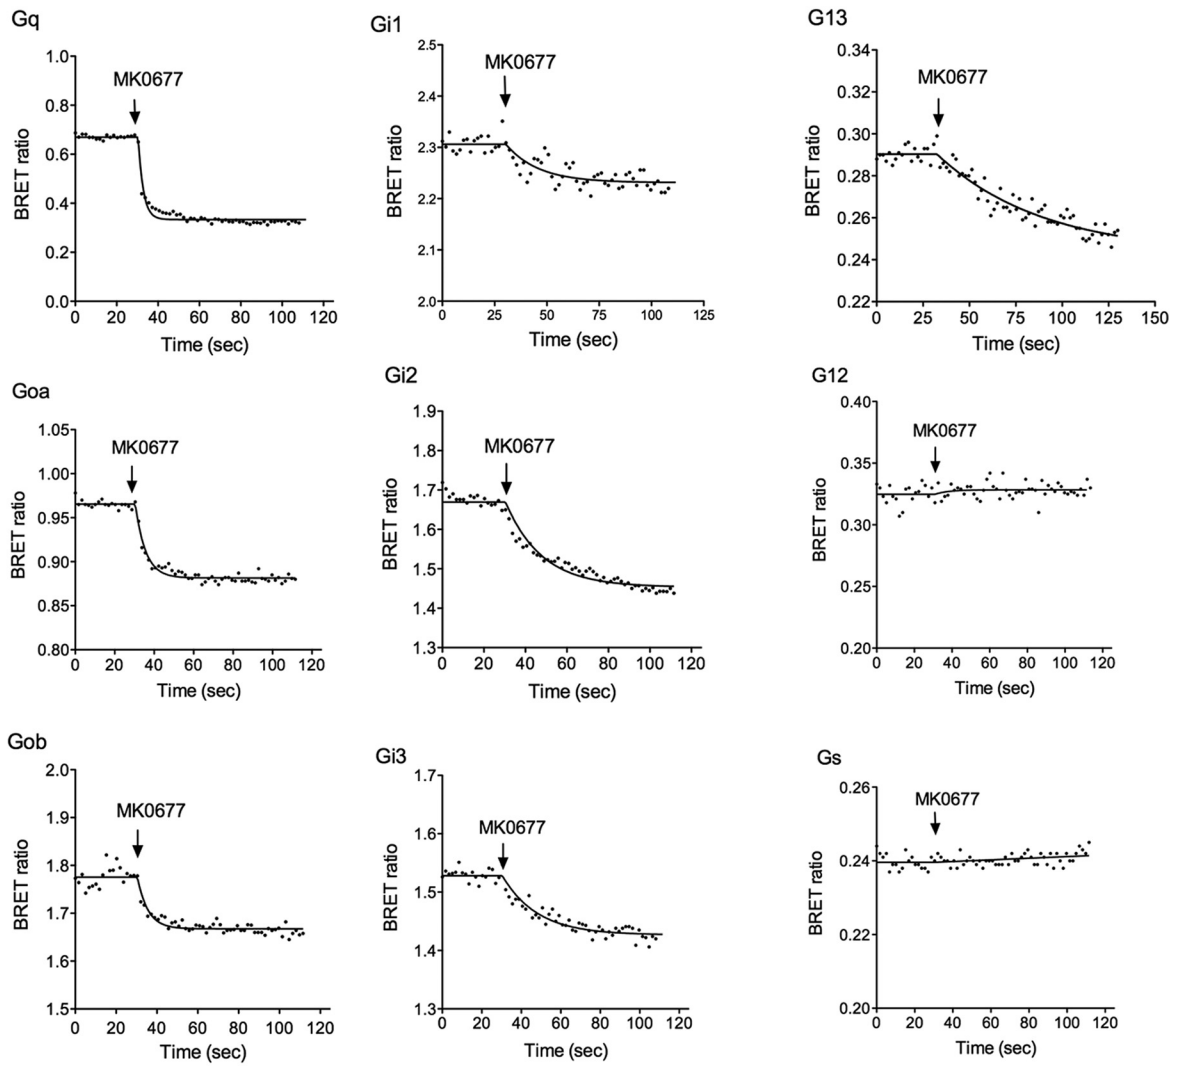 Gq
1.0
0.8
0.6
0.4
0.2
0.0
BRET ratio
MK0677
0 20 40 60 80 100 120
Time (sec)
Gi1
2.5
2.4
2.3
2.2
2.1
2.0
BRET ratio
MK0677
0 25 50 75 100 125
Time (sec)
G13
0.34
0.32
0.30
0.28
0.26
0.24
0.22
BRET ratio
MK0677
0 25 50 75 100 125 150
Time (sec)
Goa
1.05
1.00
0.95
0.90
0.85
0.80
BRET ratio
MK0677
0 20 40 60 80 100 120
Time (sec)
Gi2
1.9
1.8
1.7
1.6
1.5
1.4
1.3
BRET ratio
MK0677
0 20 40 60 80 100 120
Time (sec)
G12
0.40
0.35
0.30
0.25
0.20
BRET ratio
MK0677
0 20 40 60 80 100 120
Time (sec)
Gob
2.0
1.9
1.8
1.7
1.6
1.5
BRET ratio
MK0677
0 20 40 60 80 100 120
Time (sec)
Gi3
1.7
1.6
1.5
1.4
1.3
BRET ratio
MK0677
0 20 40 60 80 100 120
Time (sec)
Gs
0.26
0.24
0.22
0.20
BRET ratio
MK0677
0 20 40 60 80 100 120
Time (sec)